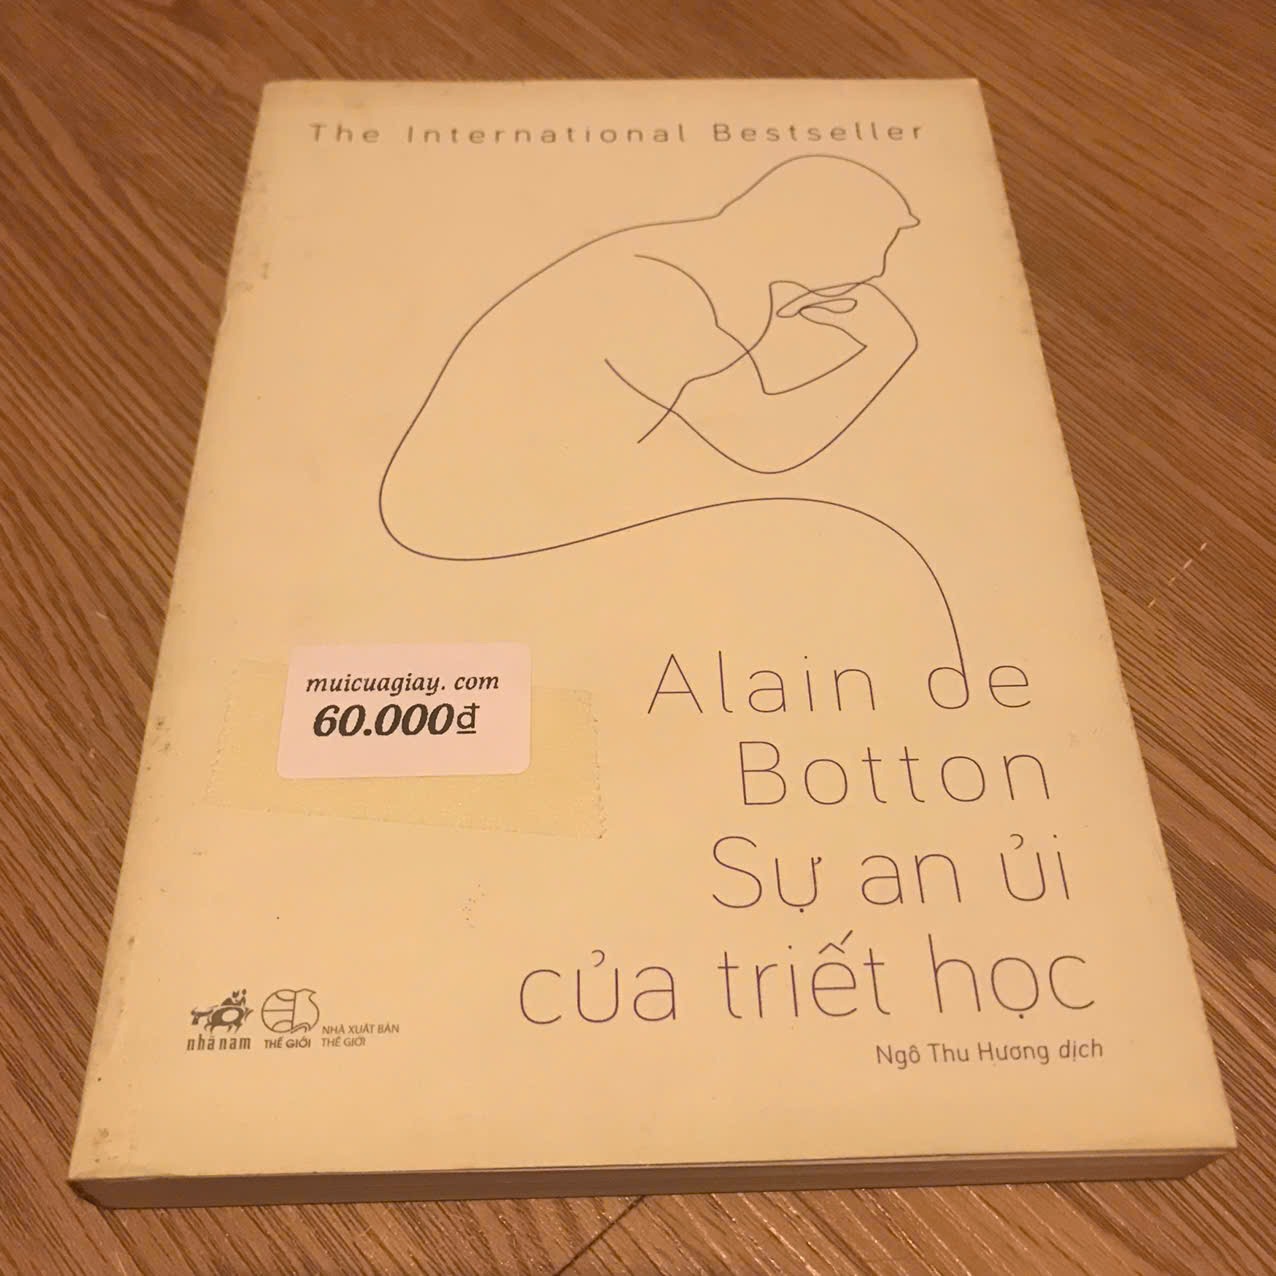 The International Bestseller
muicuagiay. com
60.000₫
Alain de
Botton
Sự an ủi
của triết học
Ngô Thu Hương dịch
nhã nam
THẾ GIỚI
NHÀ XUẤT BẢN
THẾ GIỚI